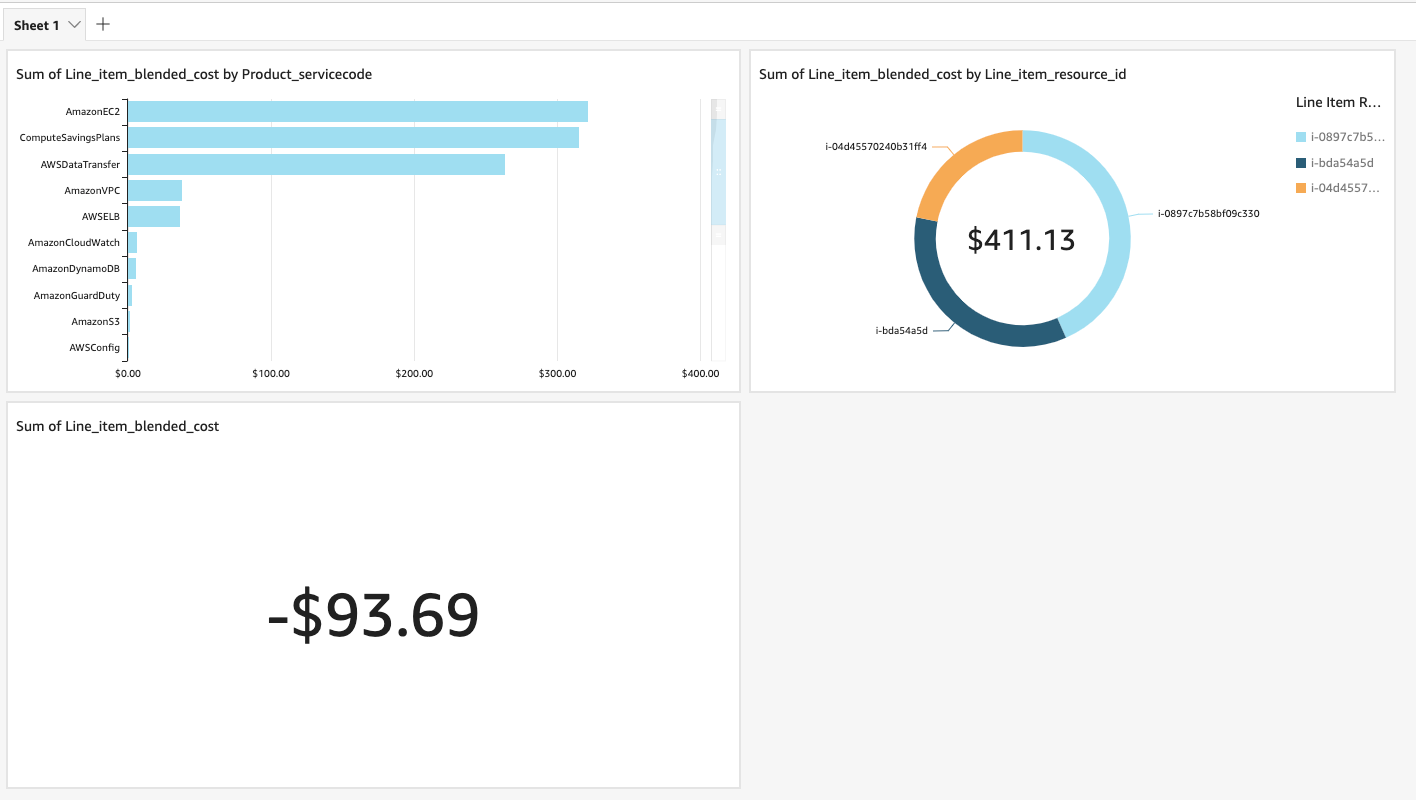 Sheet 1
Sum of Line_item_blended_cost by Product_servicecode
AmazonEC2
ComputeSavingsPlans
AWSDataTransfer
AmazonVPC
AWSELB
AmazonCloudWatch
AmazonDynamoDB
AmazonGuardDuty
AmazonS3
AWSConfig
$0.00 $100.00 $200.00 $300.00 $400.00
Sum of Line_item_blended_cost by Line_item_resource_id
Line Item R...
i-0897c7b5...
i-bda54a5d
i-04d4557...
i-04d45570240b31ff4
i-0897c7b58bf09c330
$411.13
i-bda54a5d
Sum of Line_item_blended_cost
-$93.69